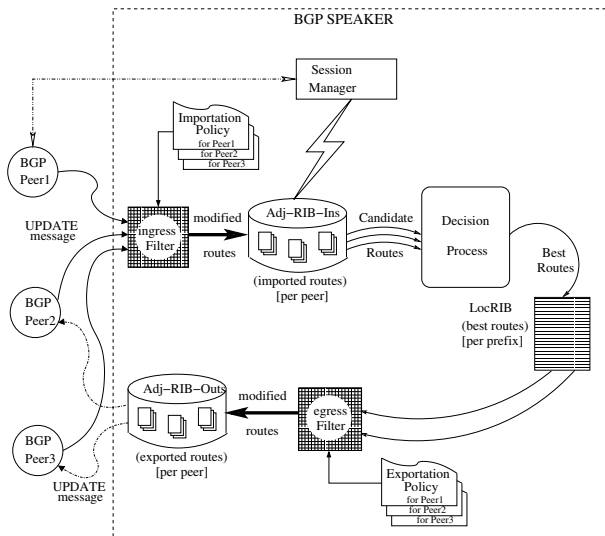 BGP SPEAKER
Session
Manager
Importation
Policy
for Peer1
for Peer2
for Peer3
BGP
Peer1
UPDATE
message
ingress
Filter
modified
routes
Adj-RIB-Ins
(imported routes)
[per peer]
Candidate
Routes
Decision
Process
Best
Routes
LocRIB
(best routes)
[per prefix]
BGP
Peer2
Adj-RIB-Outs
(exported routes)
[per peer]
modified
routes
egress
Filter
BGP
Peer3
UPDATE
message
Exportation
Policy
for Peer1
for Peer2
for Peer3